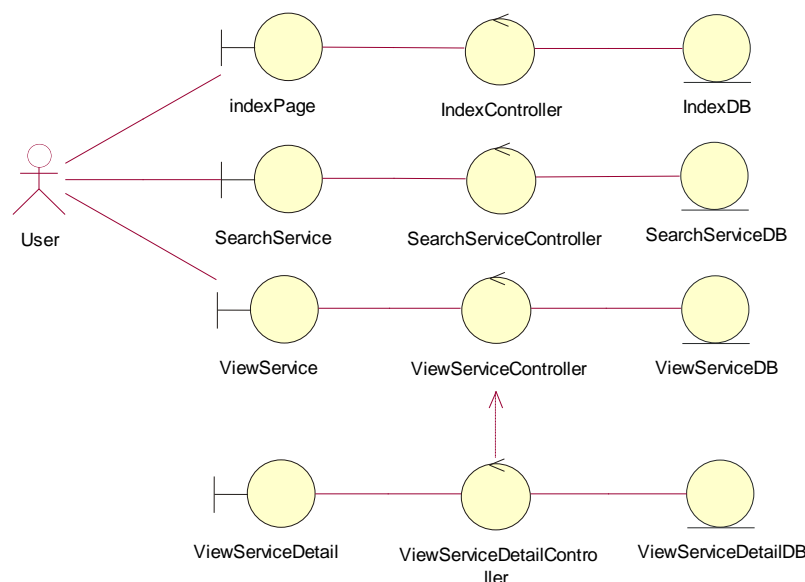 indexPage
IndexController
IndexDB
User
SearchService
SearchServiceController
SearchServiceDB
ViewService
ViewServiceController
ViewServiceDB
ViewServiceDetail
ViewServiceDetailContro
ller
ViewServiceDetailDB